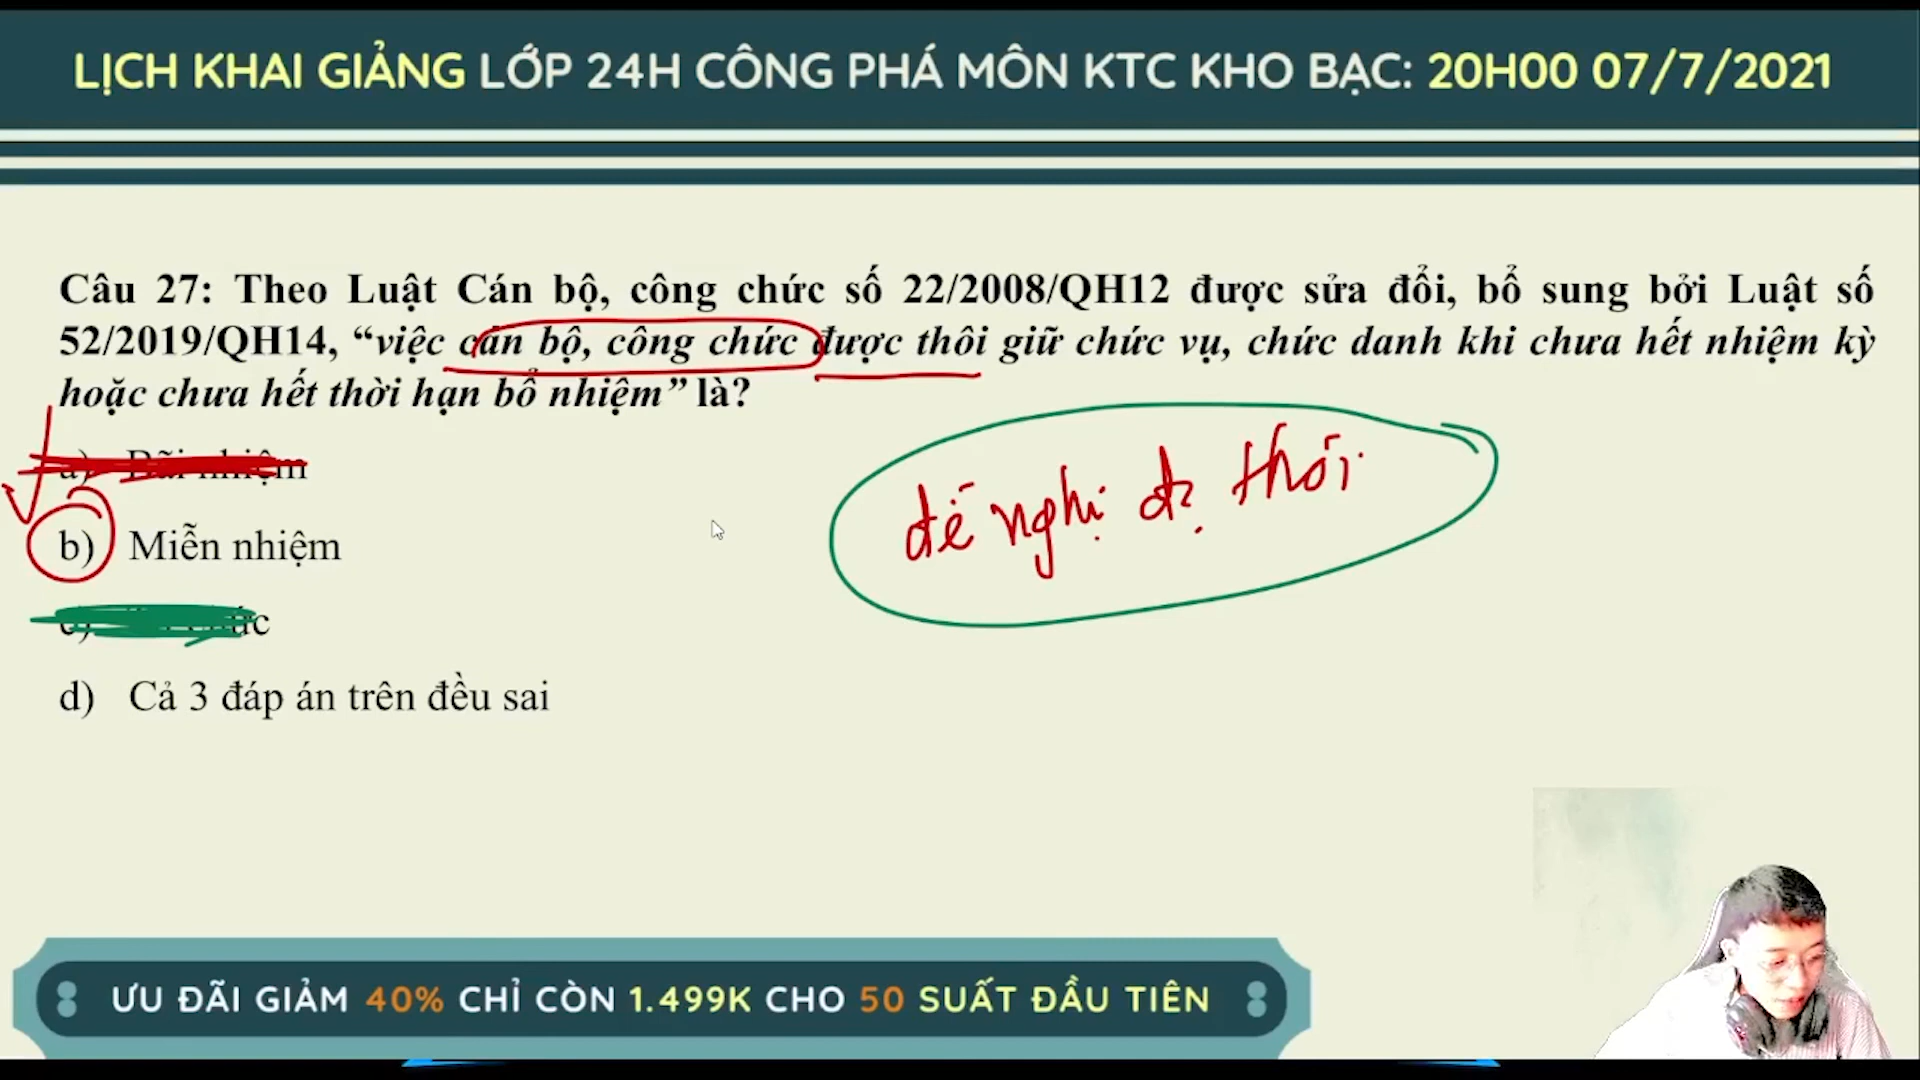 LỊCH KHAI GIẢNG LỚP 24H CÔNG PHÁ MÔN KTC KHO BẠC: 20H00 07/7/2021
Câu 27: Theo Luật Cán bộ, công chức số 22/2008/QH12 được sửa đổi, bổ sung bởi Luật số
52/2019/QH14, “việc cán bộ, công chức được thôi giữ chức vụ, chức danh khi chưa hết nhiệm kỳ
hoặc chưa hết thời hạn bổ nhiệm” là?
a) Bãi nhiệm
đề nghị thôi
b) Miễn nhiệm
c)
d) Cả 3 đáp án trên đều sai
ƯU ĐÃI GIẢM 40% CHỈ CÒN 1.499K CHO 50 SUẤT ĐẦU TIÊN